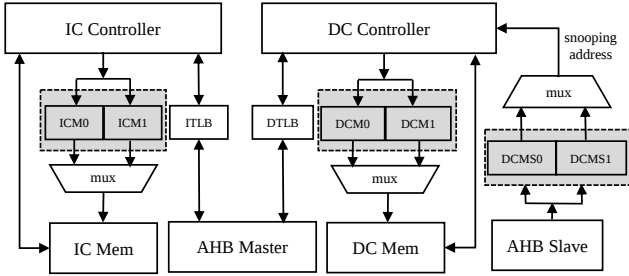 IC Controller
DC Controller
snooping
address
mux
ICM0
ICM1
ITLB
DTLB
DCM0
DCM1
DCMS0
DCMS1
mux
mux
IC Mem
AHB Master
DC Mem
AHB Slave